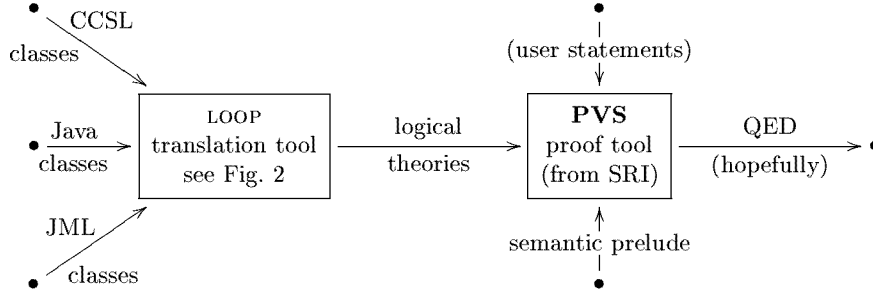 CCSL
classes
(user statements)
Java
classes
LOOP
translation tool
see Fig. 2
logical
theories
PVS
proof tool
(from SRI)
QED
(hopefully)
JML
classes
semantic prelude